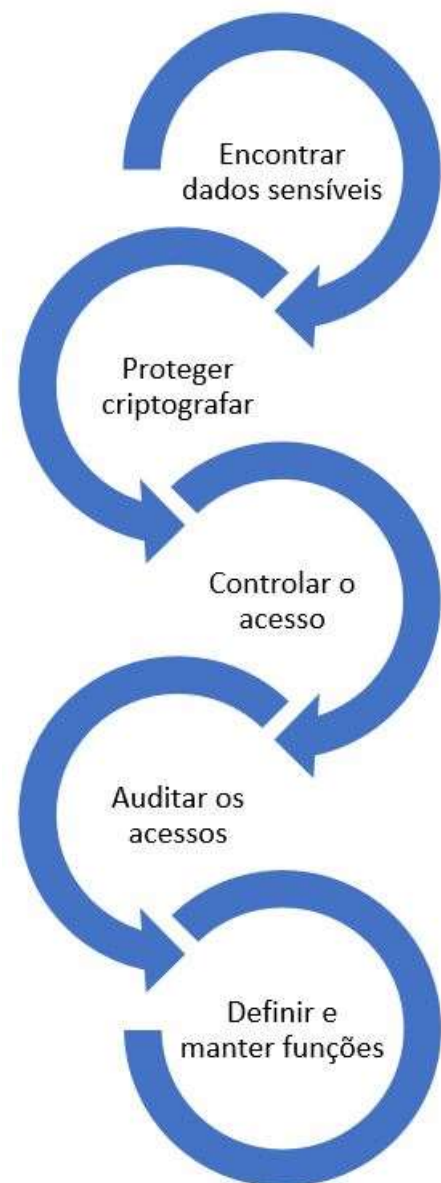 Encontrar
dados sensíveis
Proteger
criptografar
Controlar o
acesso
Auditar os
acessos
Definir e
manter funções